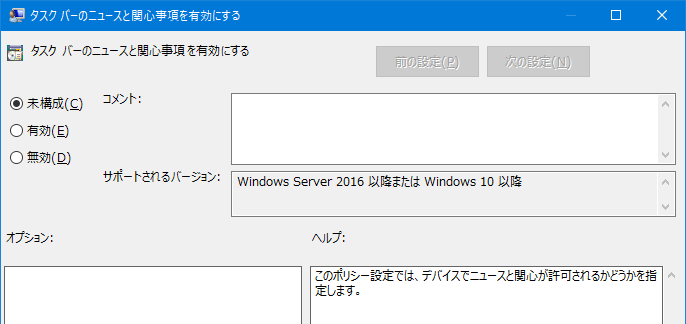 タスク バーのニュースと関心事項を有効にする
タスク バーのニュースと関心事項を有効にする
前の設定(P)
次の設定(N)
未構成(C)
コメント:
有効(E)
無効(D)
サポートされるバージョン:
Windows Server 2016 以降または Windows 10 以降
オプション:
ヘルプ:
このポリシー設定では、デバイスでニュースと関心が許可されるかどうかを指
定します。